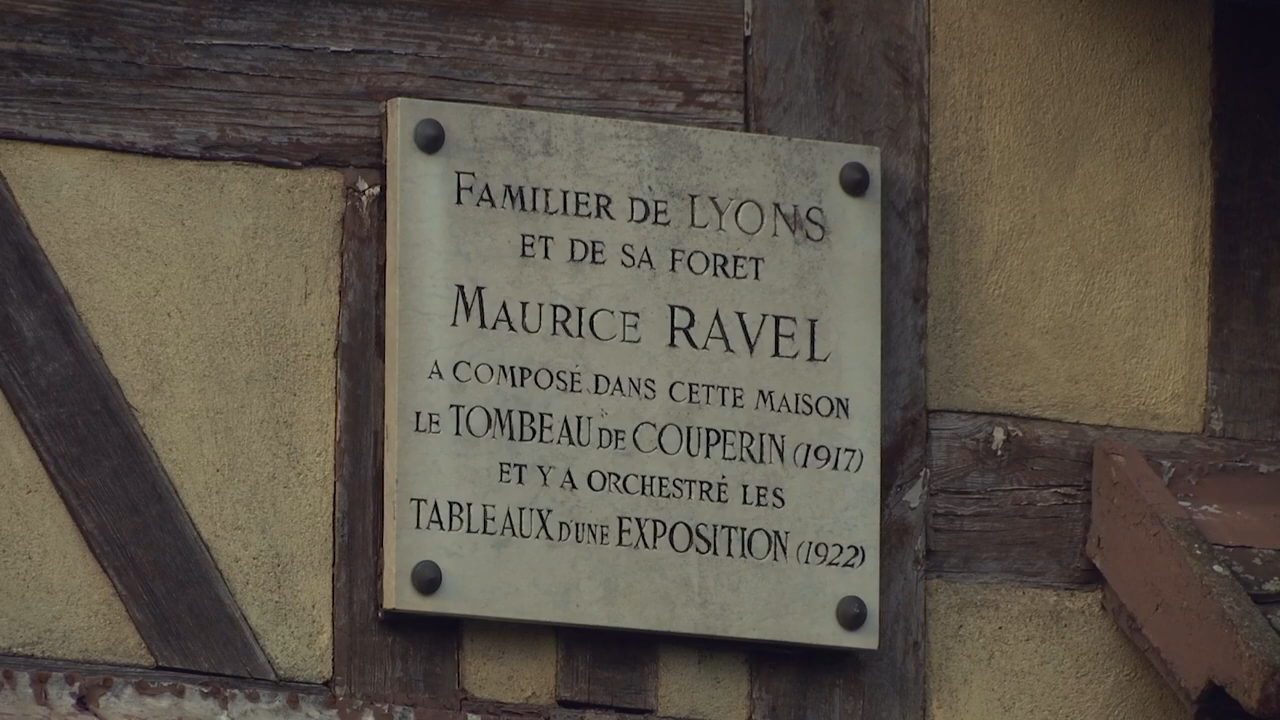 FAMILIER DE LYONS
ET DE SA FORÊT
MAURICE RAVEL
A COMPOSÉ DANS CETTE MAISON
LE TOMBEAU DE COUPERIN (1917)
ET Y A ORCHESTRÉ LES
TABLEAUX D'UNE EXPOSITION (1922)